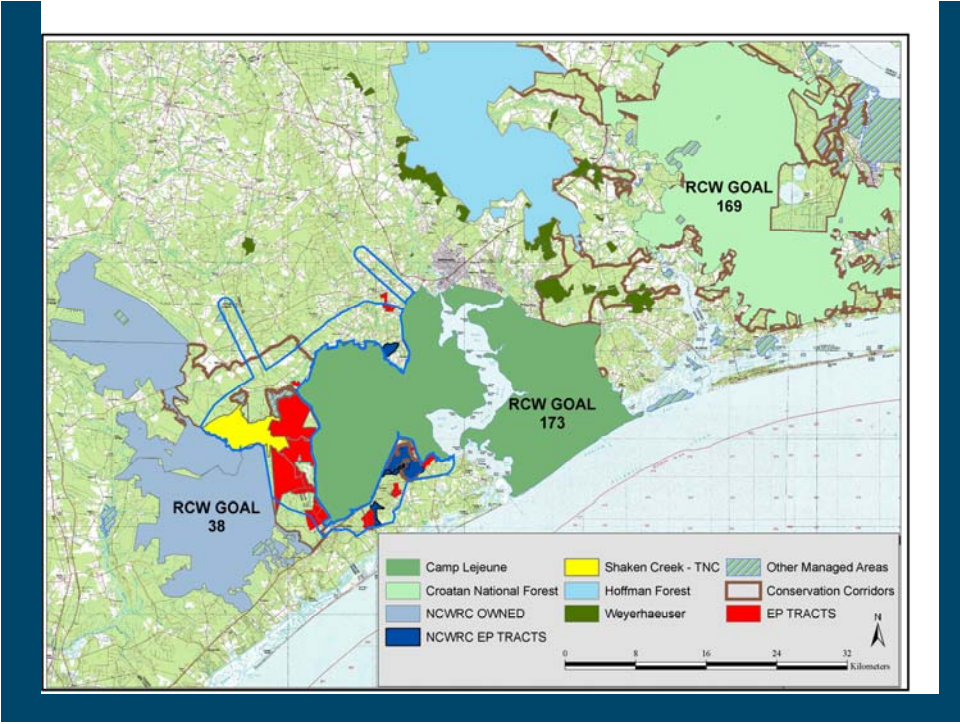 RCW GOAL
169
RCW GOAL
173
RCW GOAL
38
Camp Lejeune
Shaken Creek - TNC
Other Managed Areas
Croatan National Forest
Hoffman Forest
Conservation Corridors
NCWRC OWNED
Weyerhaeuser
EP TRACTS
NCWRC EP TRACTS
N
0 8 16 24 32
Kilometers